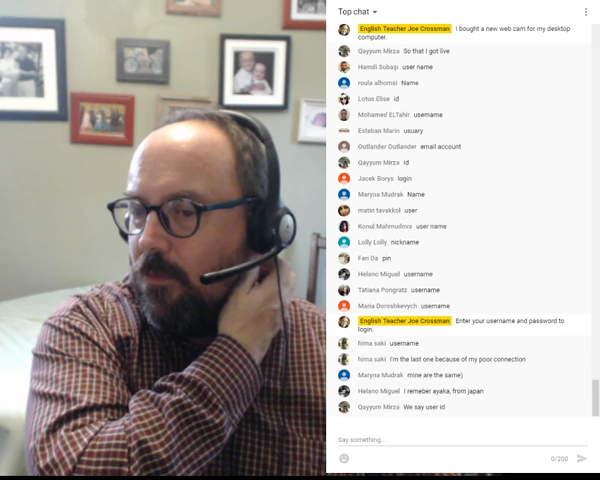 Top chat
English Teacher Joe Crossman I bought a new web cam for my desktop
computer.
Qayyum Mirza So that I got live
Hamdi Subaşı user name
roula alhomsi Name
Lotus Elise id
Mohamed ELTahir username
Esteban Marin usuary
Outlander Outlander email account
Qayyum Mirza Id
Jacek Borys login
Maryna Mudrak Name
matin tavakkol user
Konul Mahmudova user name
Lolly Lolly nickname
Fari Da pin
Helano Miguel username
Tatiana Pongratz username
Maria Doroshkevych username
English Teacher Joe Crossman Enter your username and password to
login.
hima saki username
hima saki I'm the last one because of my poor connection
Maryna Mudrak mine are the same)
Helano Miguel I remeber ayaka, from japan
Qayyum Mirza We say user id
Say something...
0/200